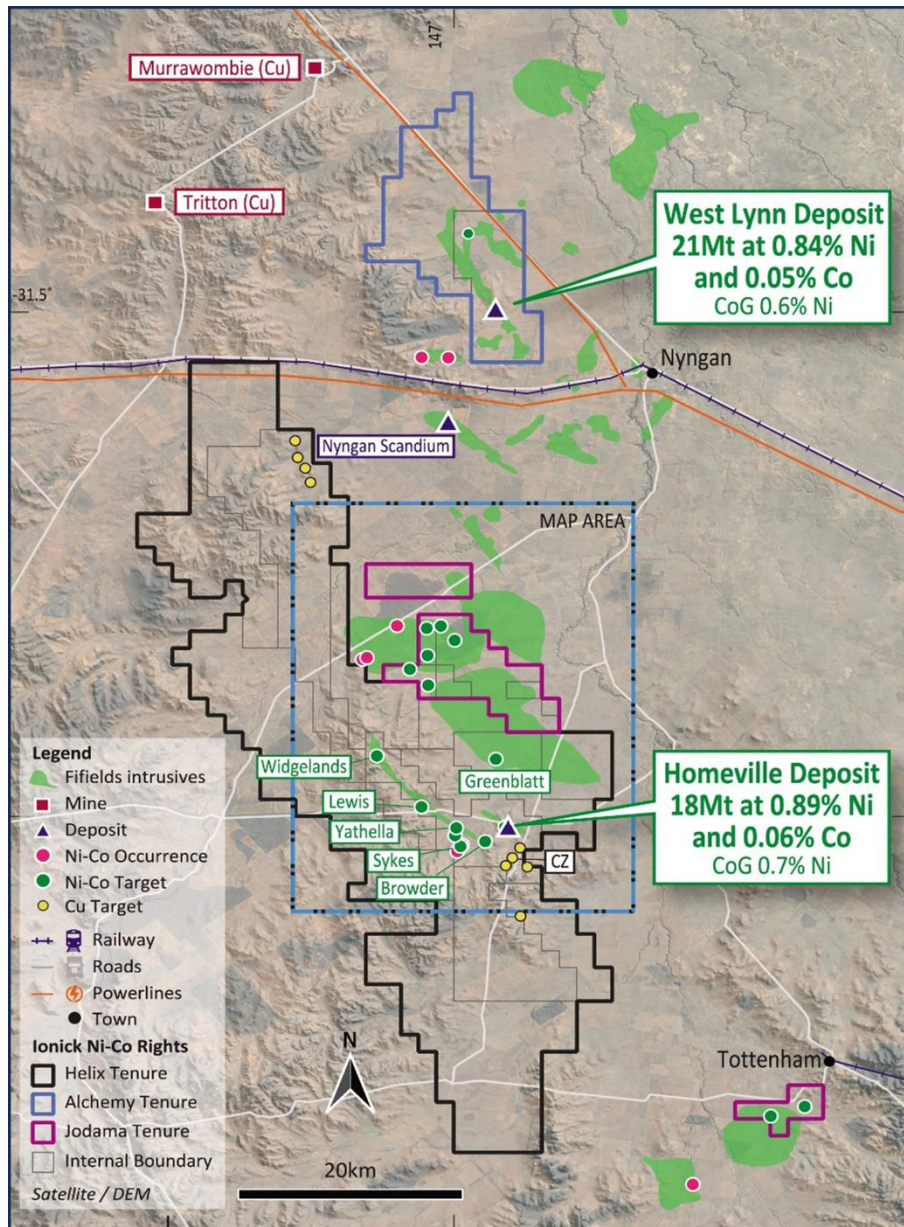 147°
Murrawombie (Cu)
Tritton (Cu)
West Lynn Deposit
21Mt at 0.84% Ni
and 0.05% Co
CoG 0.6% Ni
-31.5°
Nyngan
Nyngan Scandium
MAP AREA
Widgelands
Greenblatt
Lewis
Yathella
Sykes
Browder
CZ
Homeville Deposit
18Mt at 0.89% Ni
and 0.06% Co
CoG 0.7% Ni
Legend
Fifields intrusives
Mine
Deposit
Ni-Co Occurrence
Ni-Co Target
Cu Target
Railway
Roads
Powerlines
Town
Ionick Ni-Co Rights
Helix Tenure
Alchemy Tenure
Jodama Tenure
Internal Boundary
Satellite / DEM
N
20km
Tottenham